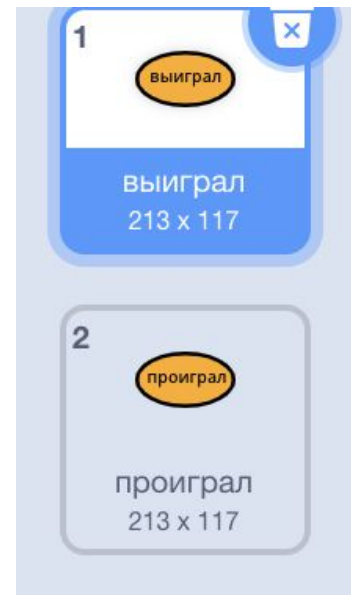 1
выиграл
выиграл
213 x 117
2
проиграл
проиграл
213 x 117